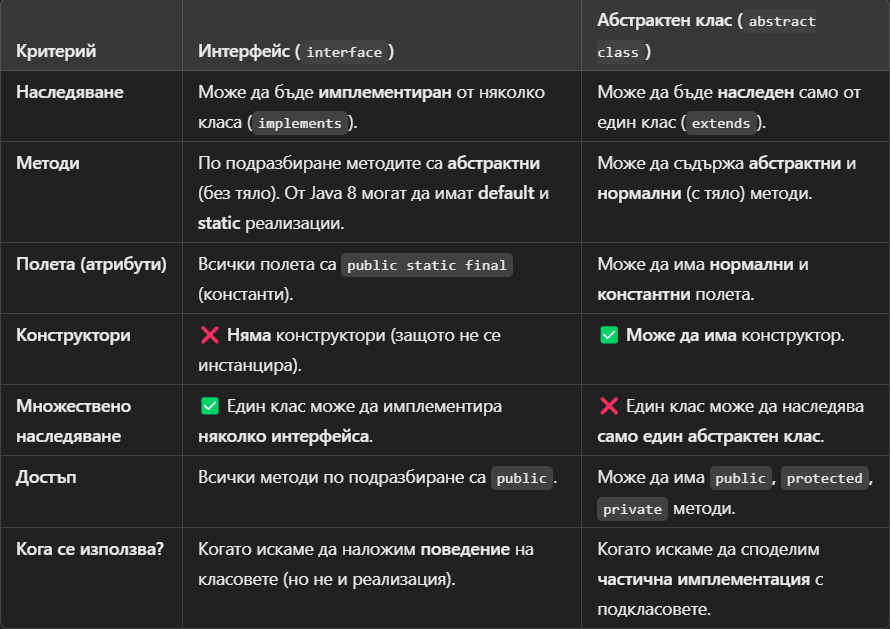 Критерий
Интерфейс ( interface )
Абстрактен клас ( abstract
class )
Наследяване
Може да бъде имплементиран от няколко
класа ( implements ).
Може да бъде наследен само от
един клас ( extends ).
Методи
По подразбиране методите са абстрактни
(без тяло). От Java 8 могат да имат default и
static реализации.
Може да съдържа абстрактни и
нормални (с тяло) методи.
Полета (атрибути)
Всички полета са public static final
(константи).
Може да има нормални и
константни полета.
Конструктори
❌ Няма конструктори (защото не се
инстанцира).
✅ Може да има конструктор.
Множествено
наследяване
✅ Един клас може да имплементира
няколко интерфейса.
❌ Един клас може да наследява
само един абстрактен клас.
Достъп
Всички методи по подразбиране са public .
Може да има public , protected ,
private методи.
Кога се използва?
Когато искаме да наложим поведение на
класовете (но не и реализация).
Когато искаме да споделим
частична имплементация с
подкласовете.